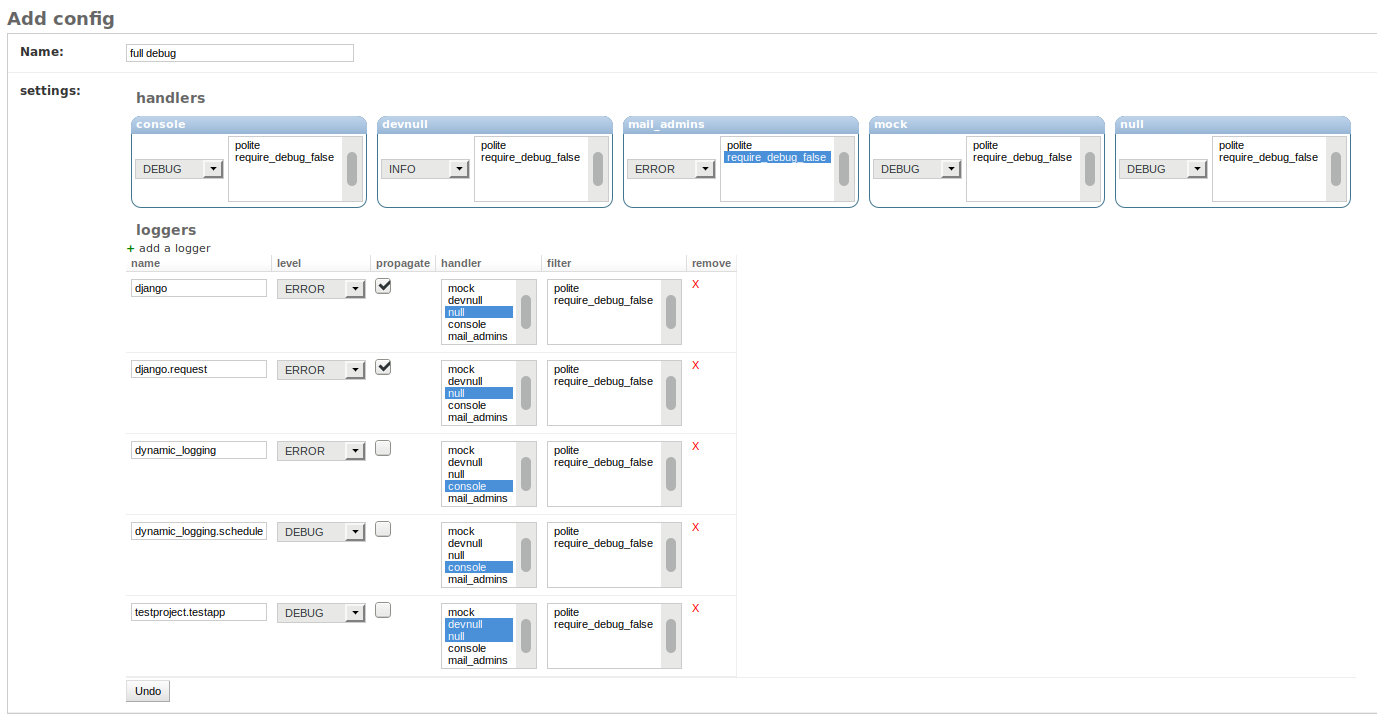 Add config
Name:
full debug
settings:
handlers
console
DEBUG
polite
require_debug_false
devnull
INFO
polite
require_debug_false
mail_admins
ERROR
polite
require_debug_false
mock
DEBUG
polite
require_debug_false
null
DEBUG
polite
require_debug_false
loggers
+ add a logger
name level propagate handler filter remove
django
ERROR
mock
devnull
null
console
mail_admins
polite
require_debug_false
X
django.request
ERROR
mock
devnull
null
console
mail_admins
polite
require_debug_false
X
dynamic_logging
ERROR
mock
devnull
null
console
mail_admins
polite
require_debug_false
X
dynamic_logging.schedule
DEBUG
mock
devnull
null
console
mail_admins
polite
require_debug_false
X
testproject.testapp
DEBUG
mock
devnull
null
console
mail_admins
polite
require_debug_false
X
Undo